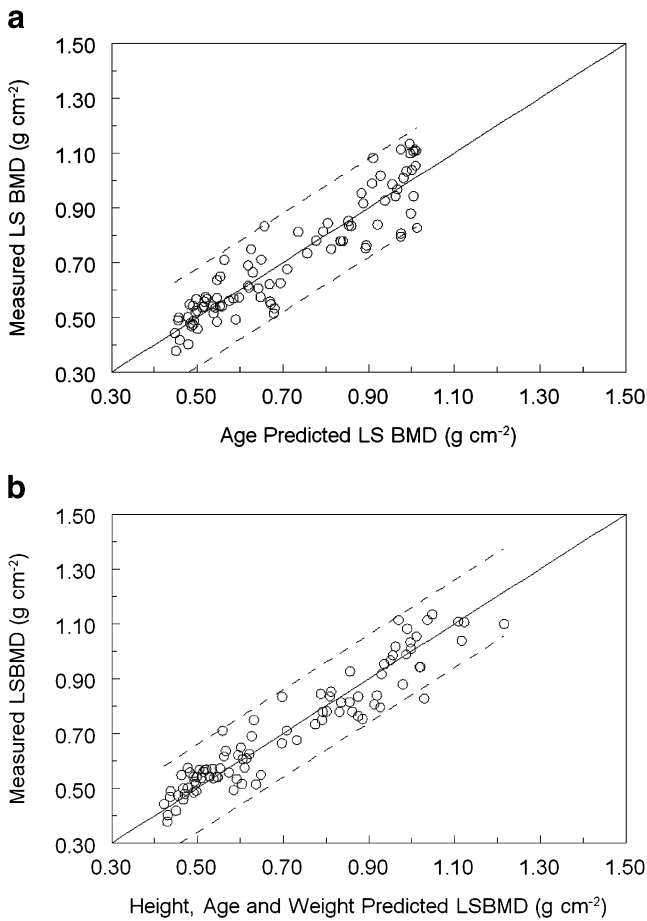 a
1.50
1.30
1.10
0.90
0.70
0.50
0.30
Measured LS BMD (g cm-2)
0.30 0.50 0.70 0.90 1.10 1.30 1.50
Age Predicted LS BMD (g cm-2)
b
1.50
1.30
1.10
0.90
0.70
0.50
0.30
Measured LSBMD (g cm-2)
0.30 0.50 0.70 0.90 1.10 1.30 1.50
Height, Age and Weight Predicted LSBMD (g cm-2)